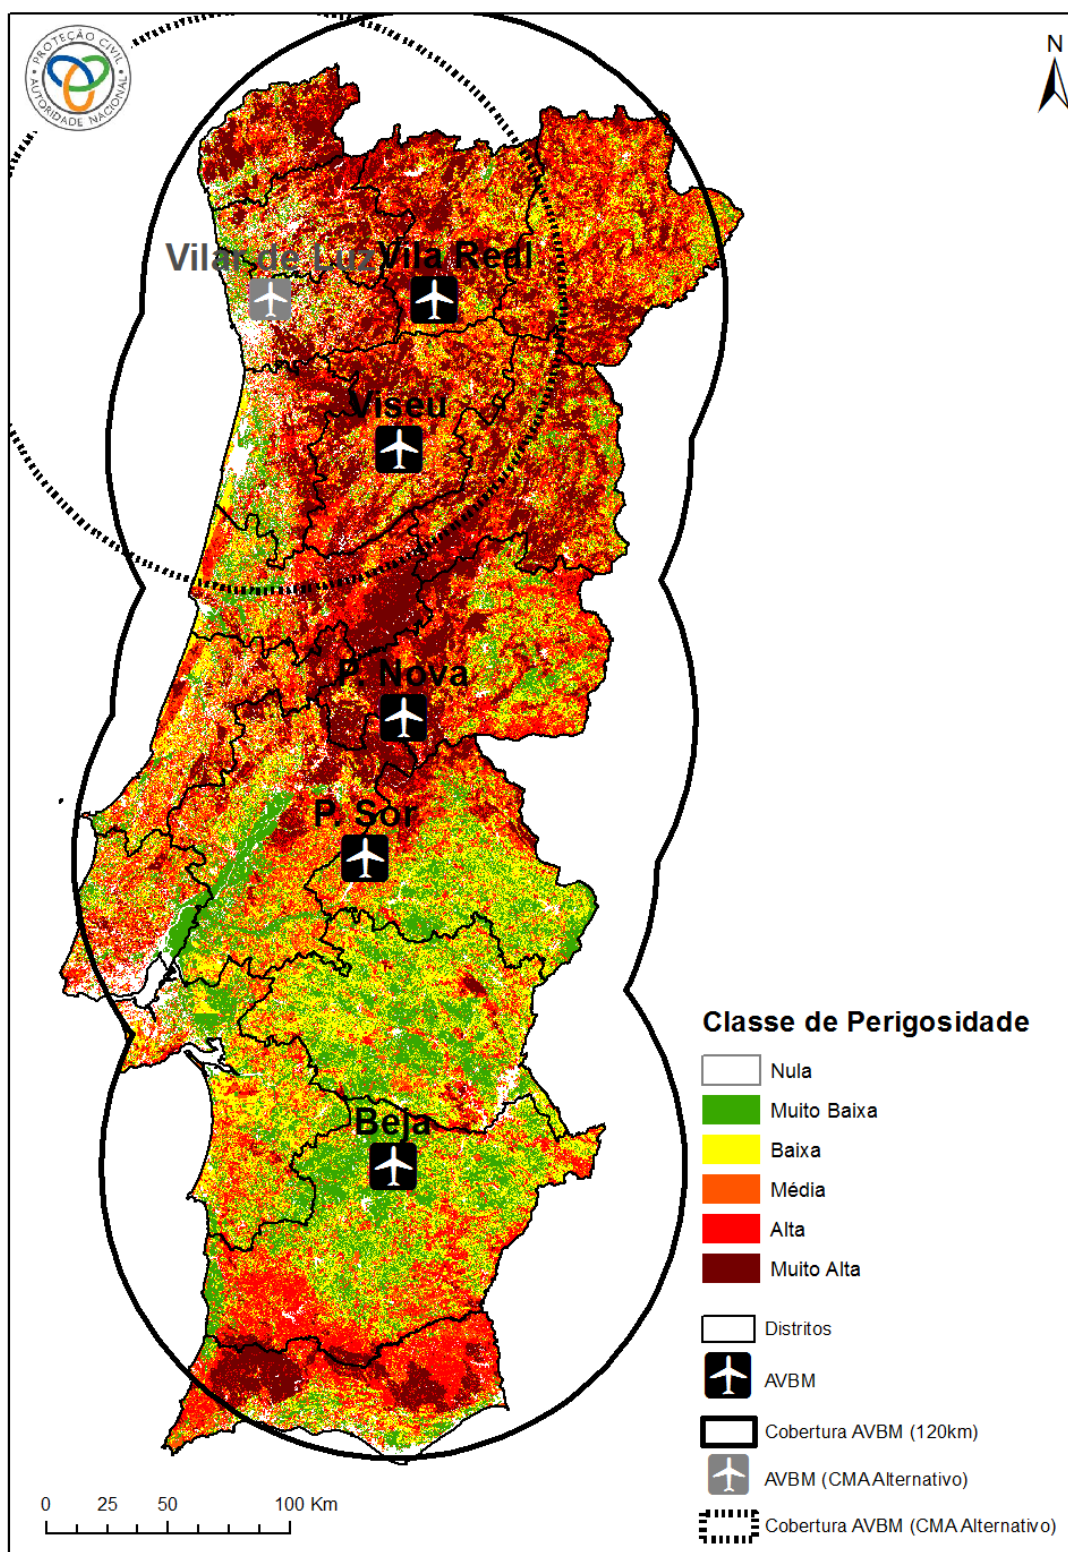 PROTEÇÃO CIVIL
AUTORIDADE NACIONAL
N
Vilar de Luz
Vila Real
Viseu
P. Nova
P. Sor
Beja
Classe de Perigosidade
Nula
Muito Baixa
Baixa
Média
Alta
Muito Alta
Distritos
AVBM
Cobertura AVBM (120km)
AVBM (CMA Alternativo)
Cobertura AVBM (CMA Alternativo)
0 25 50 100 Km